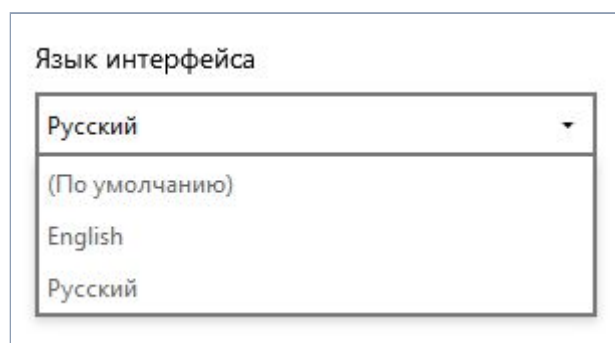 Язык интерфейса
Русский
(По умолчанию)
English
Русский